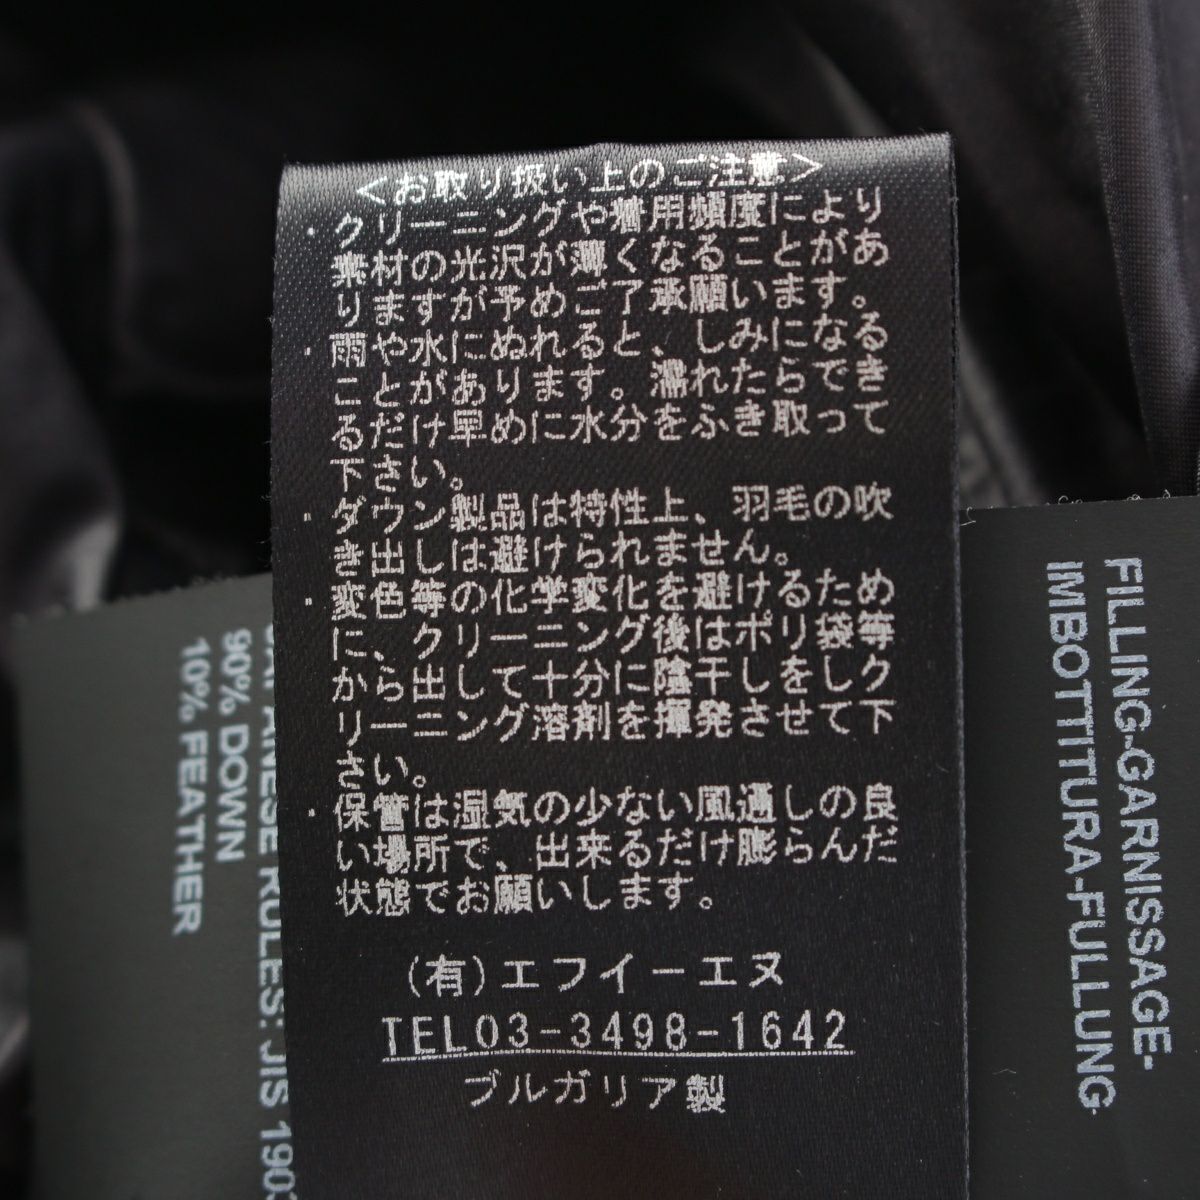 <お取り扱い上のご注意>
・クリーニングや着用頻度により
素材の光沢が薄くなることがあ
りますが予めご了承願います。
・雨や水にぬれると、しみになる
ことがあります。濡れたらでき
るだけ早めに水分をふき取って
下さい。
・ダウン製品は特性上、羽毛の吹
き出しは避けられません。
・変色等の化学変化を避けるため
に、クリーニング後はポリ袋等
から出して十分に陰干しをしク
リーニング溶剤を揮発させて下
さい。
・保管は湿気の少ない風通しの良
い場所で、出来るだけ膨らんだ
状態でお願いします。
(有)エフイーエヌ
TEL03-3498-1642
ブルガリア製
RULES: JIS 1903
90% DOWN
10% FEATHER
FILLING-GARNISSAGE-
IMBOTTITURA-FULLUNG